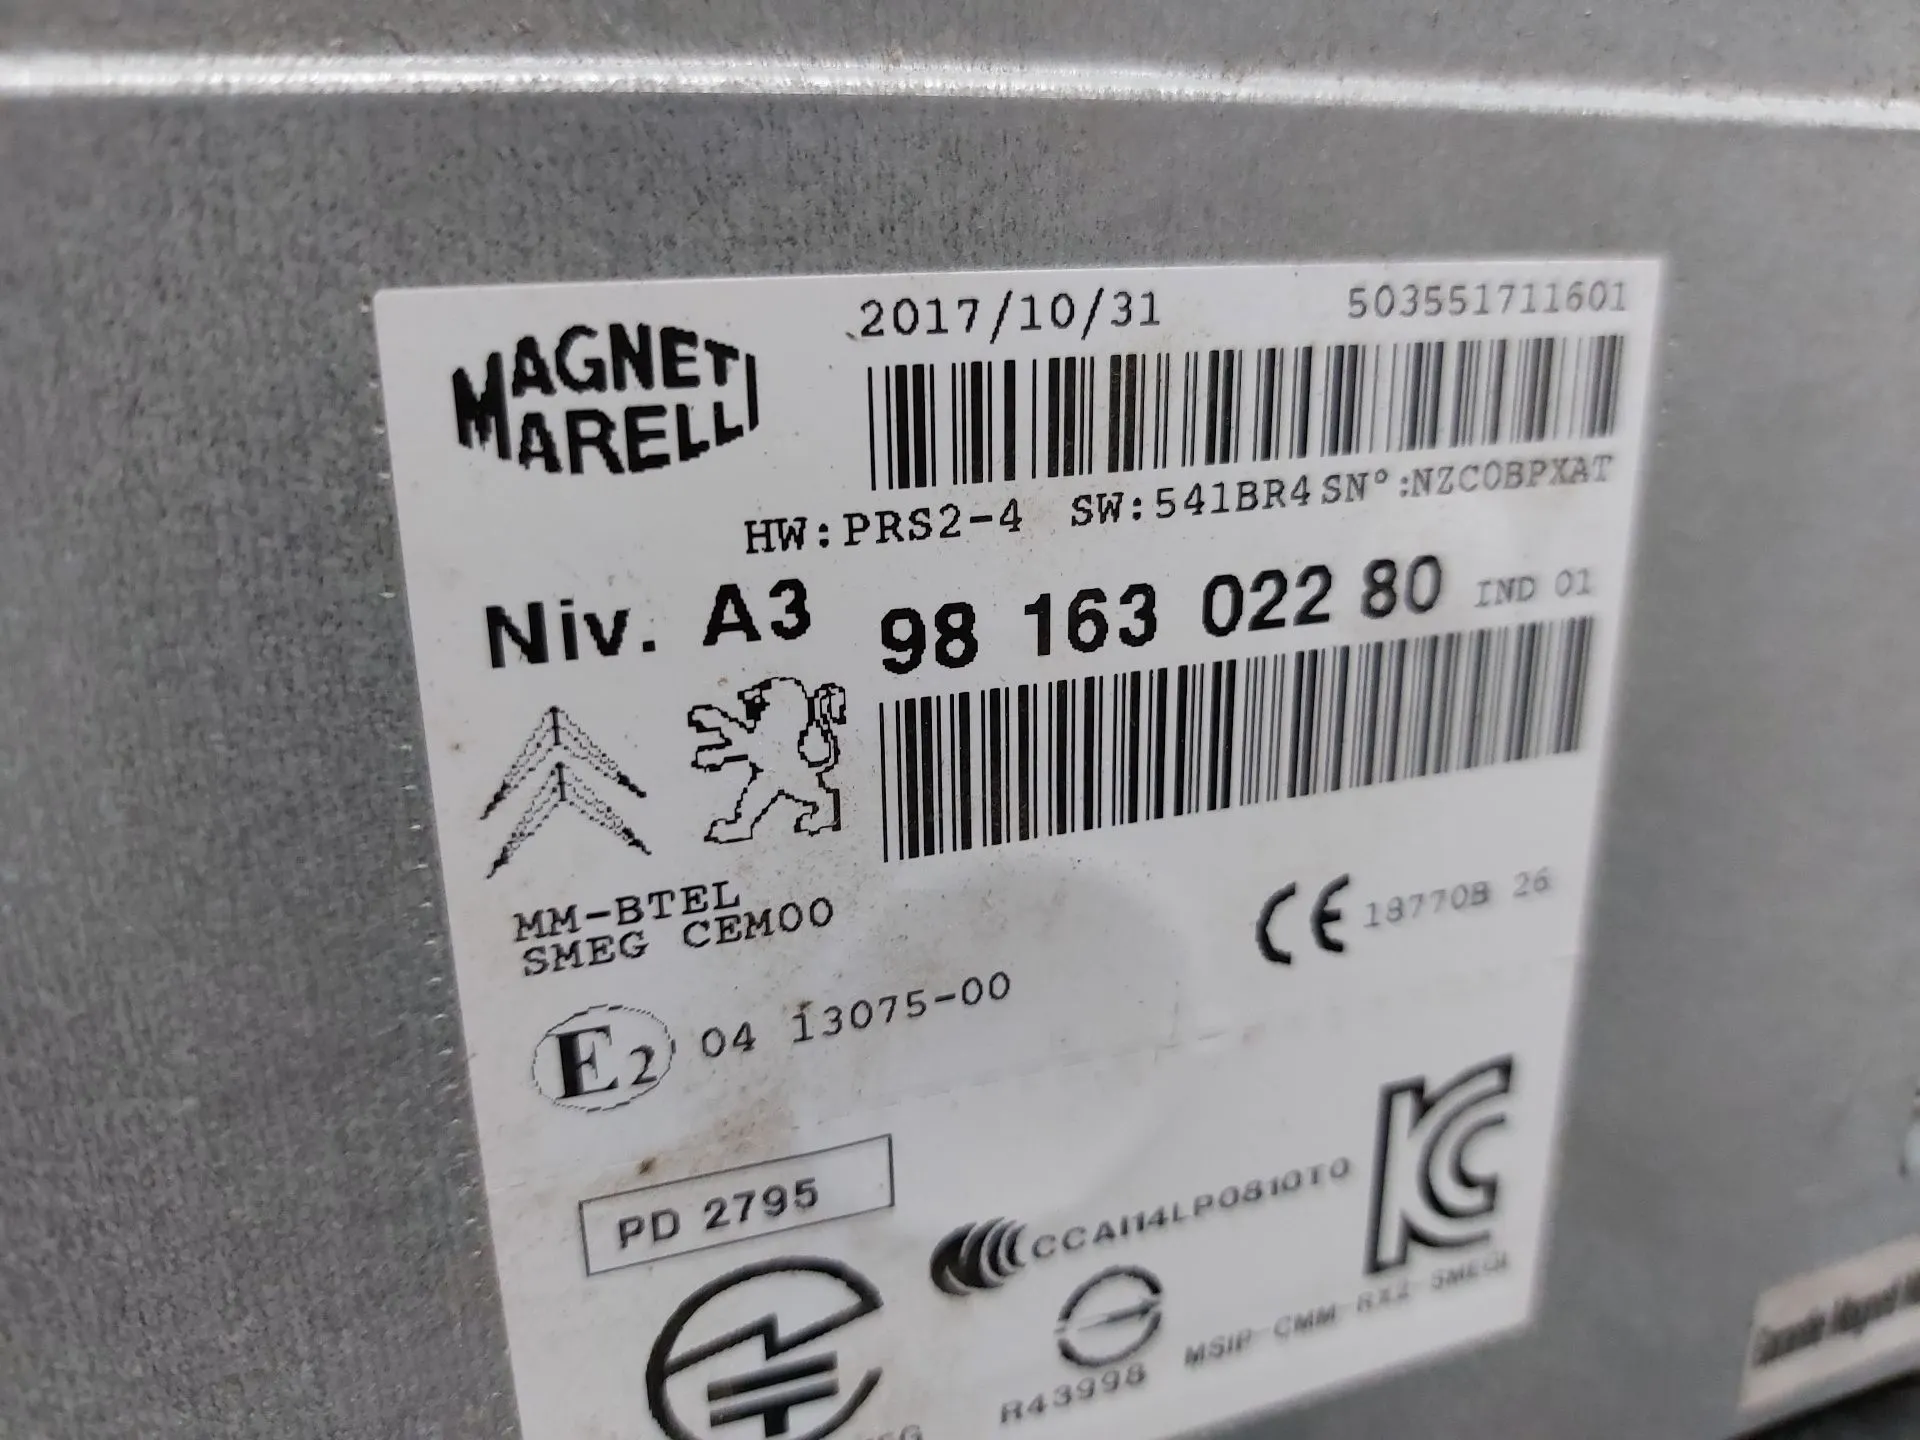 MAGNETI
MARELLI
2017/10/31
503551711601
HW:PRS2-4 SW:541BR4 SN°:NZC0BPXAT
Niv. A3 98 163 022 80 IND 01
MM-BTEL
SMEG CEM00
CE 187708 26
E2 04 13075-00
PD 2795
CCAI14LP0810T0
KC
R43998
MSIP-CMM-RX2-SMEG